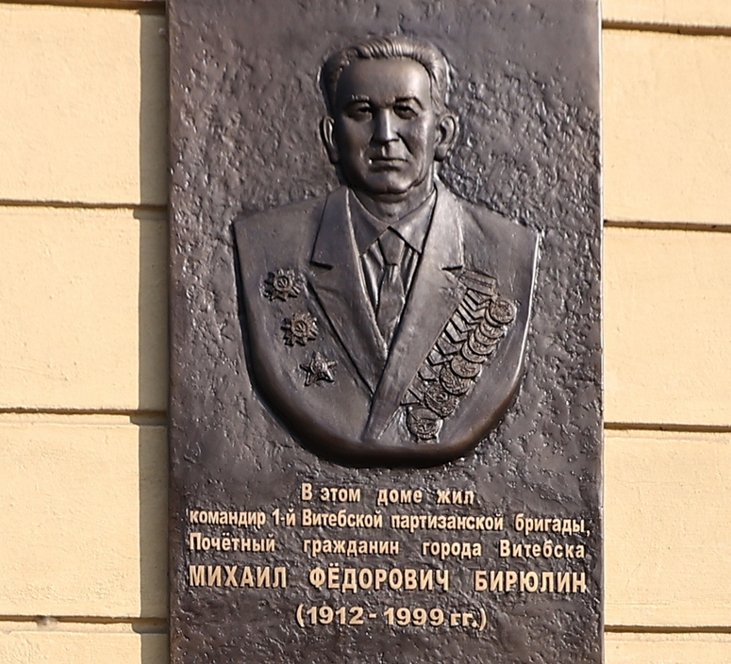 В этом доме жил
командир 1-й Витебской партизанской бригады,
Почётный гражданин города Витебска
МИХАИЛ ФЁДОРОВИЧ БИРЮЛИН
(1912 - 1999 гг.)